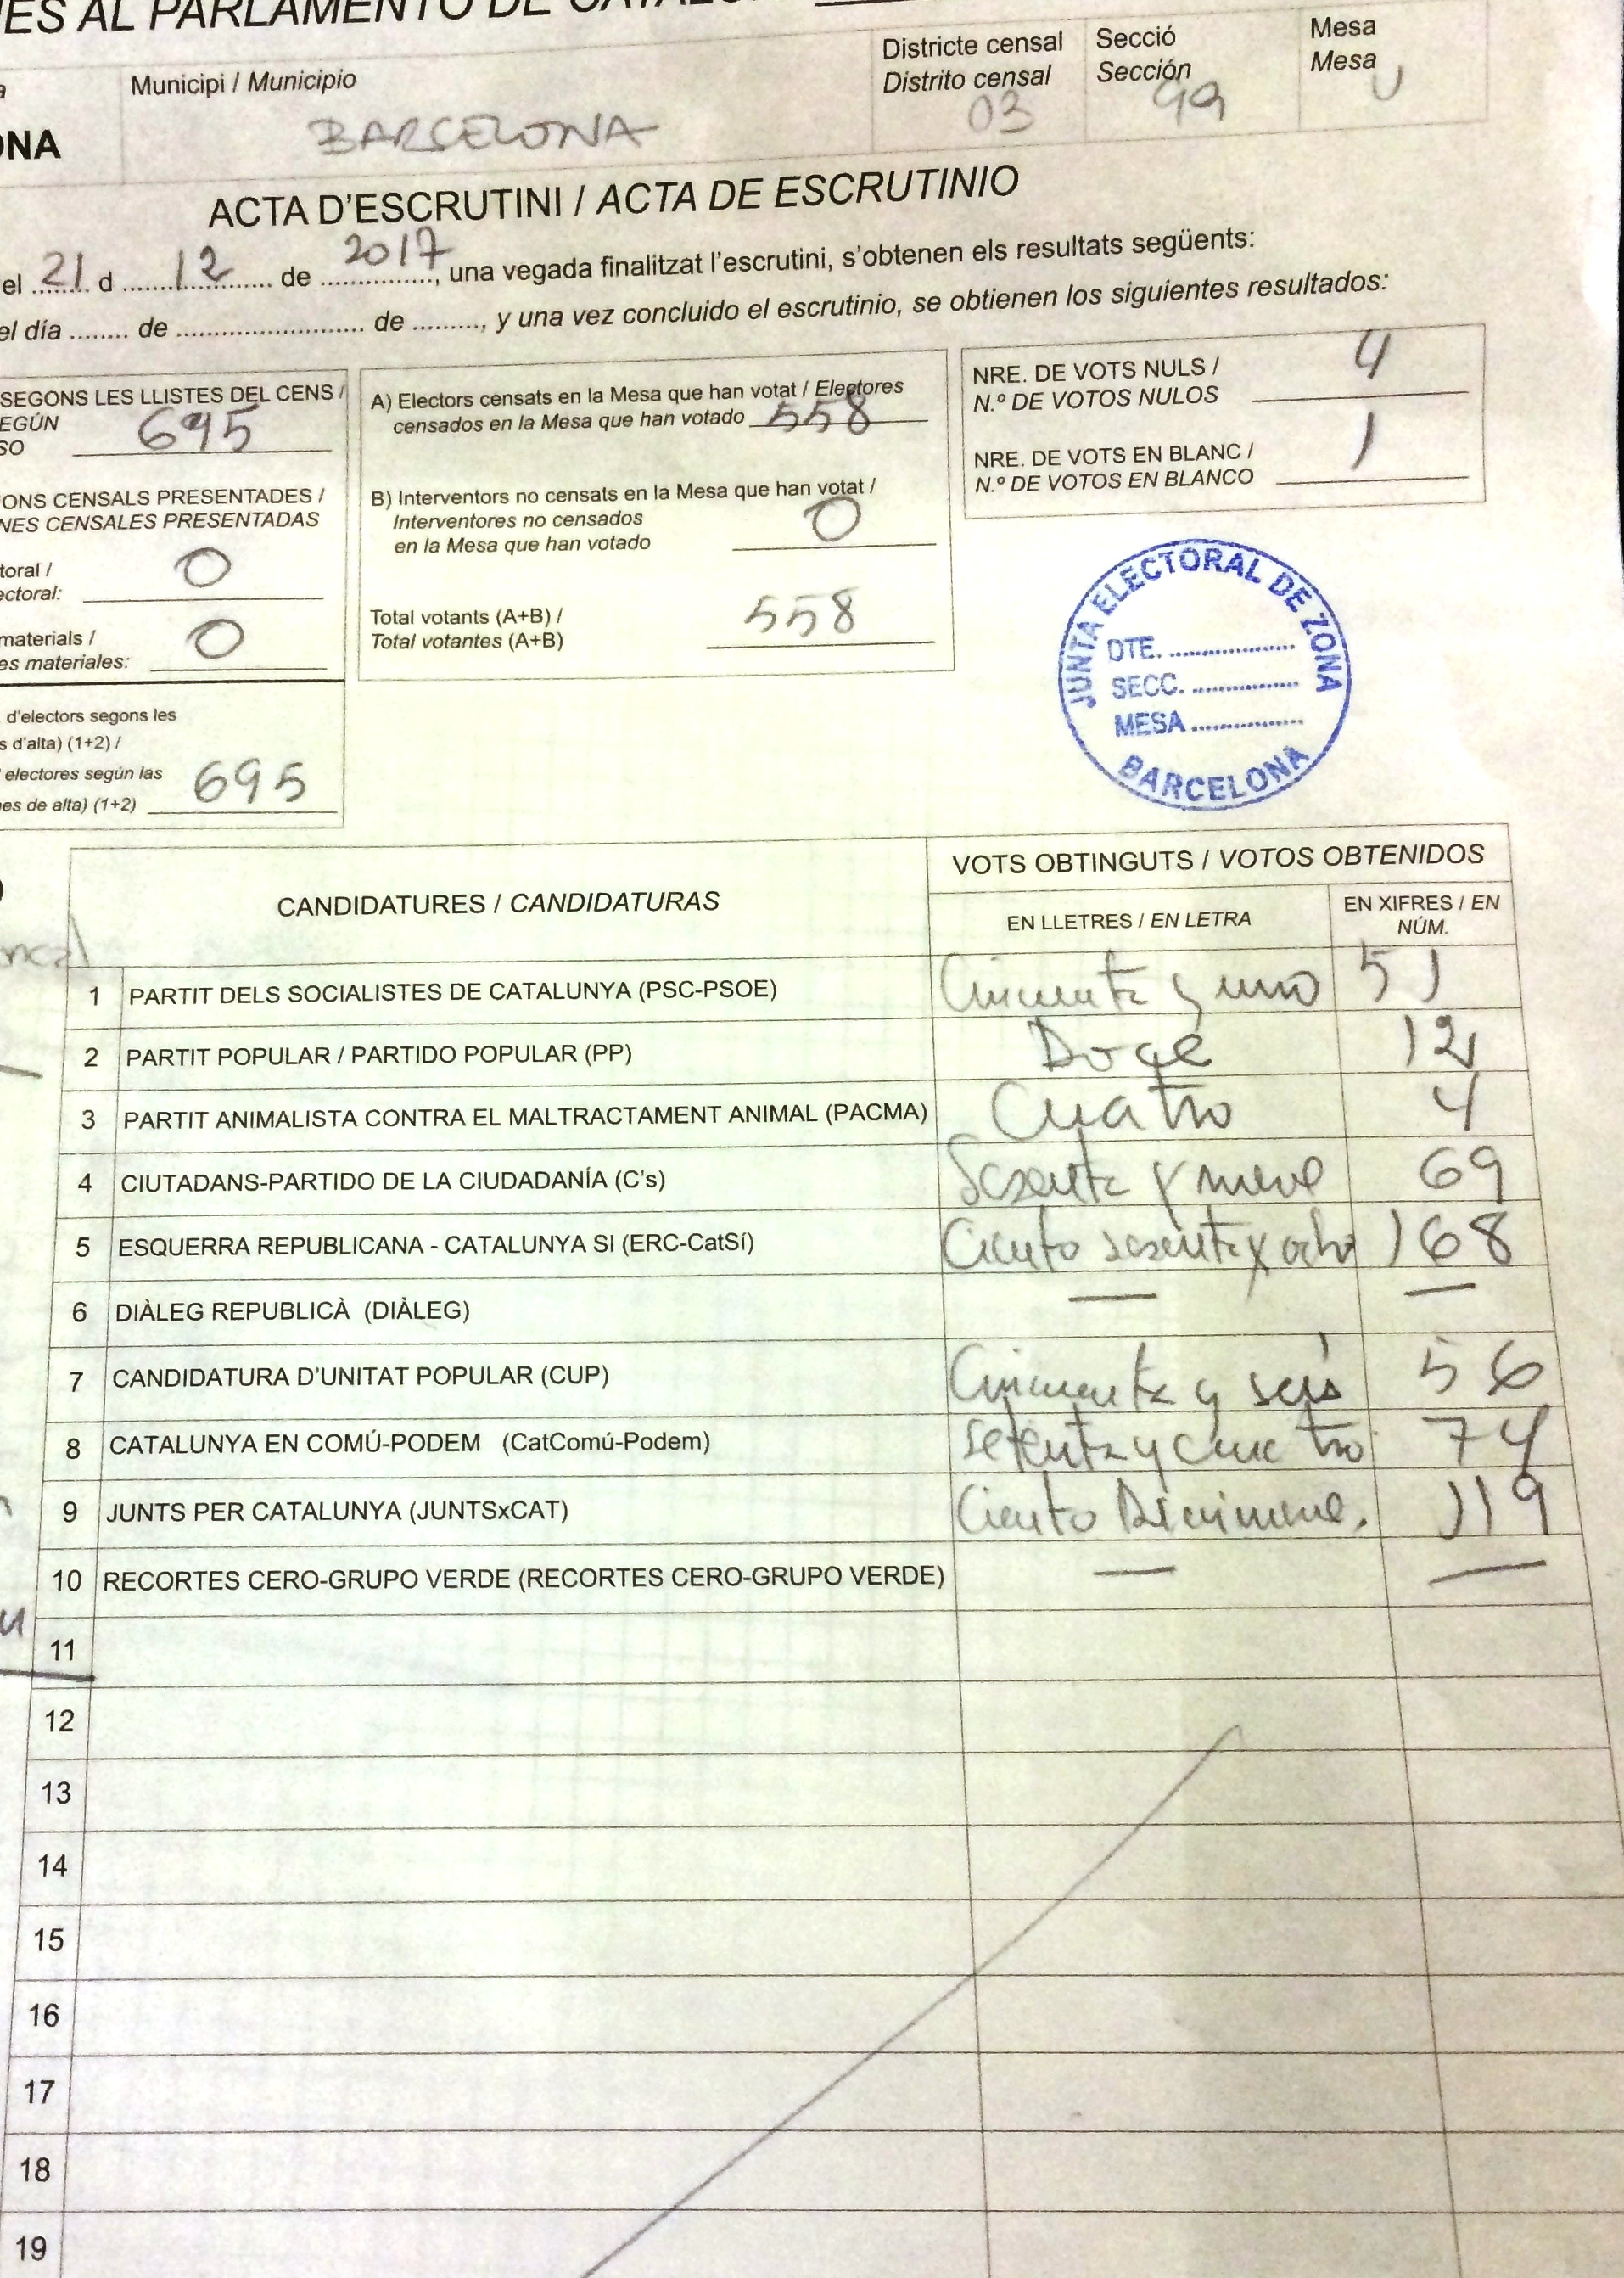 ES AL PARLAMENTO DE
Municipi / Municipio
BARCELONA
Districte censal
Distrito censal
03
Secció
Sección
99
Mesa
Mesa
U
ONA
ACTA D'ESCRUTINI / ACTA DE ESCRUTINIO
el 21 d 12 de 2017, una vegada finalitzat l'escrutini, s'obtenen els resultats següents:
el día ........ de ........................ de ........., y una vez concluido el escrutinio, se obtienen los siguientes resultados:
SEGONS LES LLISTES DEL CENS /
EGÚN
SO 695
ONS CENSALS PRESENTADES /
NES CENSALES PRESENTADAS
toral /
ectoral: 0
materials /
es materiales: 0
d'electors segons les
s d'alta) (1+2) /
electores según las
es de alta) (1+2) 695
A) Electors censats en la Mesa que han votat / Electores
censados en la Mesa que han votado 558
B) Interventors no censats en la Mesa que han votat /
Interventores no censados
en la Mesa que han votado 0
Total votants (A+B) /
Total votantes (A+B) 558
NRE. DE VOTS NULS /
N.º DE VOTOS NULOS 4
NRE. DE VOTS EN BLANC /
N.º DE VOTOS EN BLANCO 1
JUNTA ELECTORAL DE ZONA
DTE. ....................
SECC. .................
MESA .................
BARCELONA
CANDIDATURES / CANDIDATURAS
VOTS OBTINGUTS / VOTOS OBTENIDOS
EN LLETRES / EN LETRA
EN XIFRES / EN
NÚM.
1 PARTIT DELS SOCIALISTES DE CATALUNYA (PSC-PSOE) Cincuenta y uno 51
2 PARTIT POPULAR / PARTIDO POPULAR (PP) Doce 12
3 PARTIT ANIMALISTA CONTRA EL MALTRACTAMENT ANIMAL (PACMA) Cuatro 4
4 CIUTADANS-PARTIDO DE LA CIUDADANÍA (C's) Sesenta y nueve 69
5 ESQUERRA REPUBLICANA - CATALUNYA SI (ERC-CatSí) Ciento sesenta y ocho 168
6 DIÀLEG REPUBLICÀ (DIÀLEG) — —
7 CANDIDATURA D'UNITAT POPULAR (CUP) Cincuenta y seis 56
8 CATALUNYA EN COMÚ-PODEM (CatComú-Podem) Setenta y cuatro 74
9 JUNTS PER CATALUNYA (JUNTSxCAT) Ciento Diecinueve. 119
10 RECORTES CERO-GRUPO VERDE (RECORTES CERO-GRUPO VERDE) — —
11
12
13
14
15
16
17
18
19